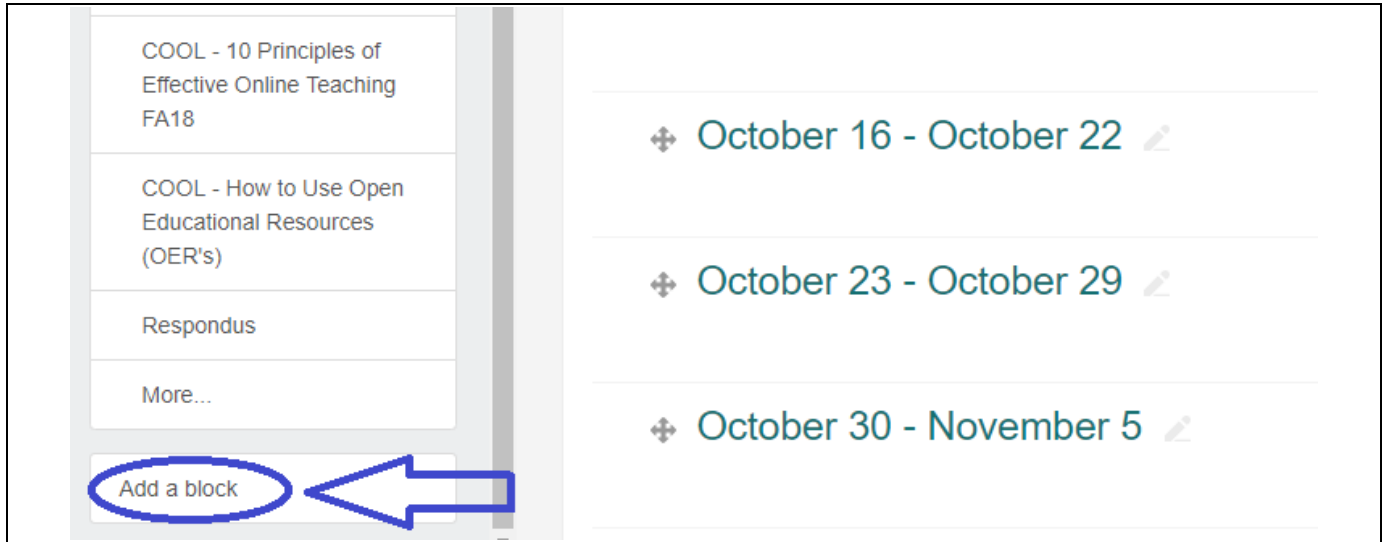 COOL - 10 Principles of
Effective Online Teaching
FA18
COOL - How to Use Open
Educational Resources
(OER's)
Respondus
More...
Add a block
October 16 - October 22
October 23 - October 29
October 30 - November 5